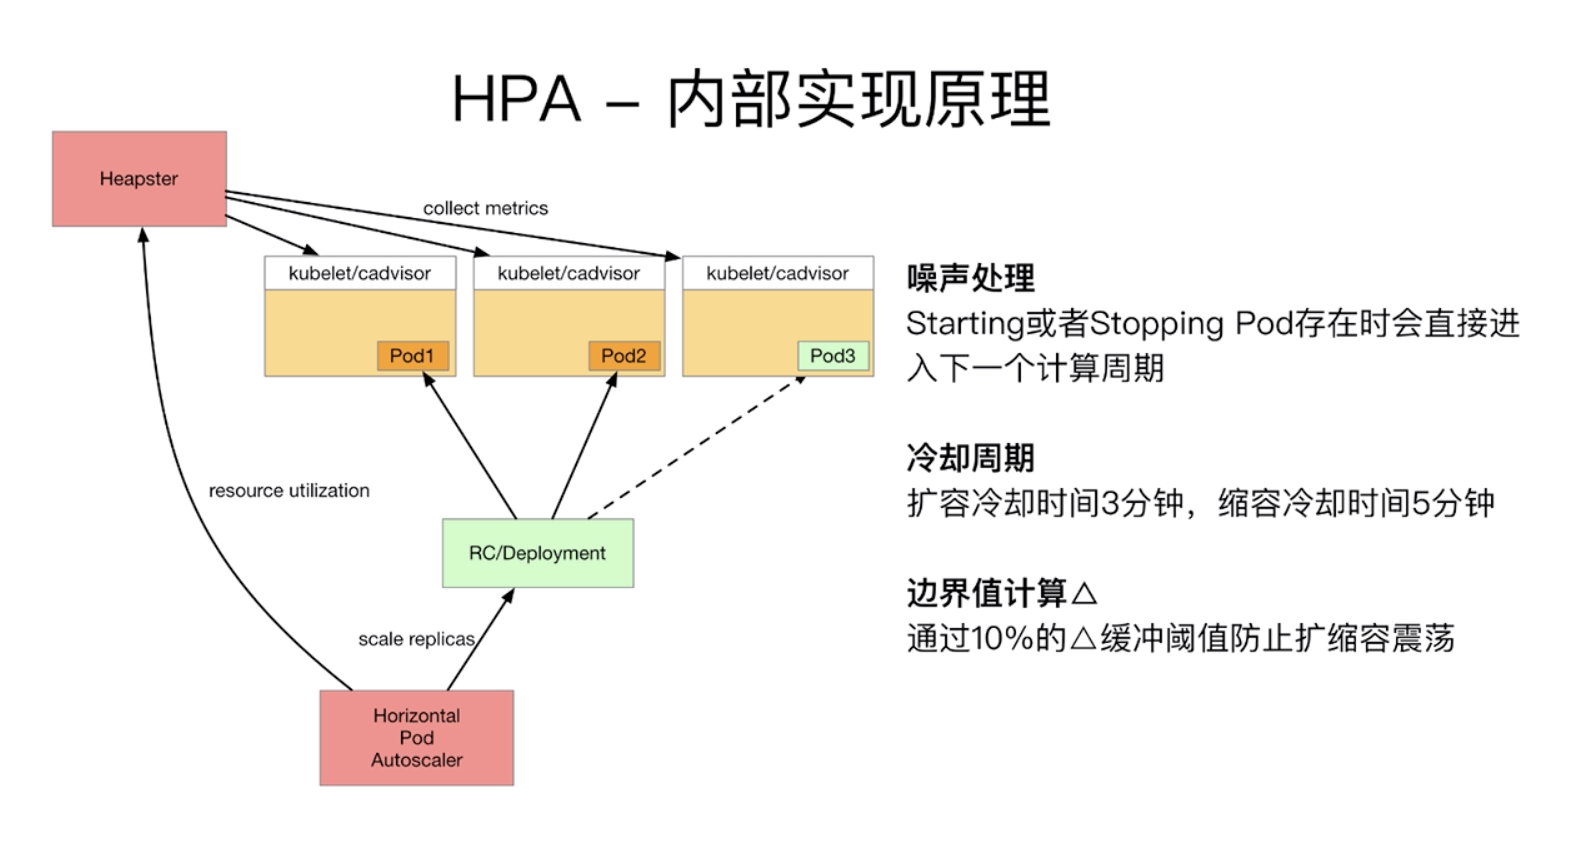 HPA – 内部实现原理
Heapster
collect metrics
kubelet/cadvisor
kubelet/cadvisor
kubelet/cadvisor
Pod1
Pod2
Pod3
resource utilization
RC/Deployment
scale replicas
Horizontal
Pod
Autoscaler
噪声处理
Starting或者Stopping Pod存在时会直接进
入下一个计算周期
冷却周期
扩容冷却时间3分钟，缩容冷却时间5分钟
边界值计算△
通过10%的△缓冲阈值防止扩缩容震荡